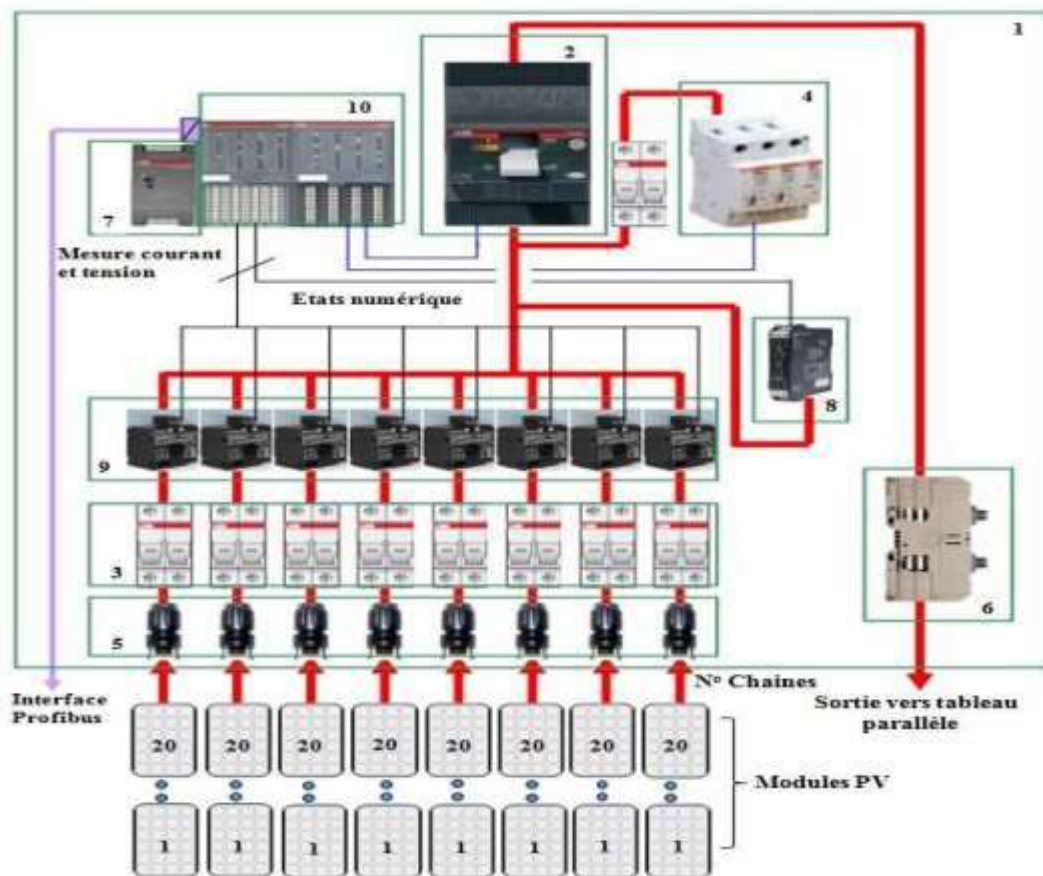 1
2
4
10
7
Mesure courant
et tension
Etats numérique
8
9
3
6
5
Nº Chaines
Interface
Profibus
Sortie vers tableau
parallèle
20 20 20 20 20 20 20 20
Modules PV
1 1 1 1 1 1 1 1